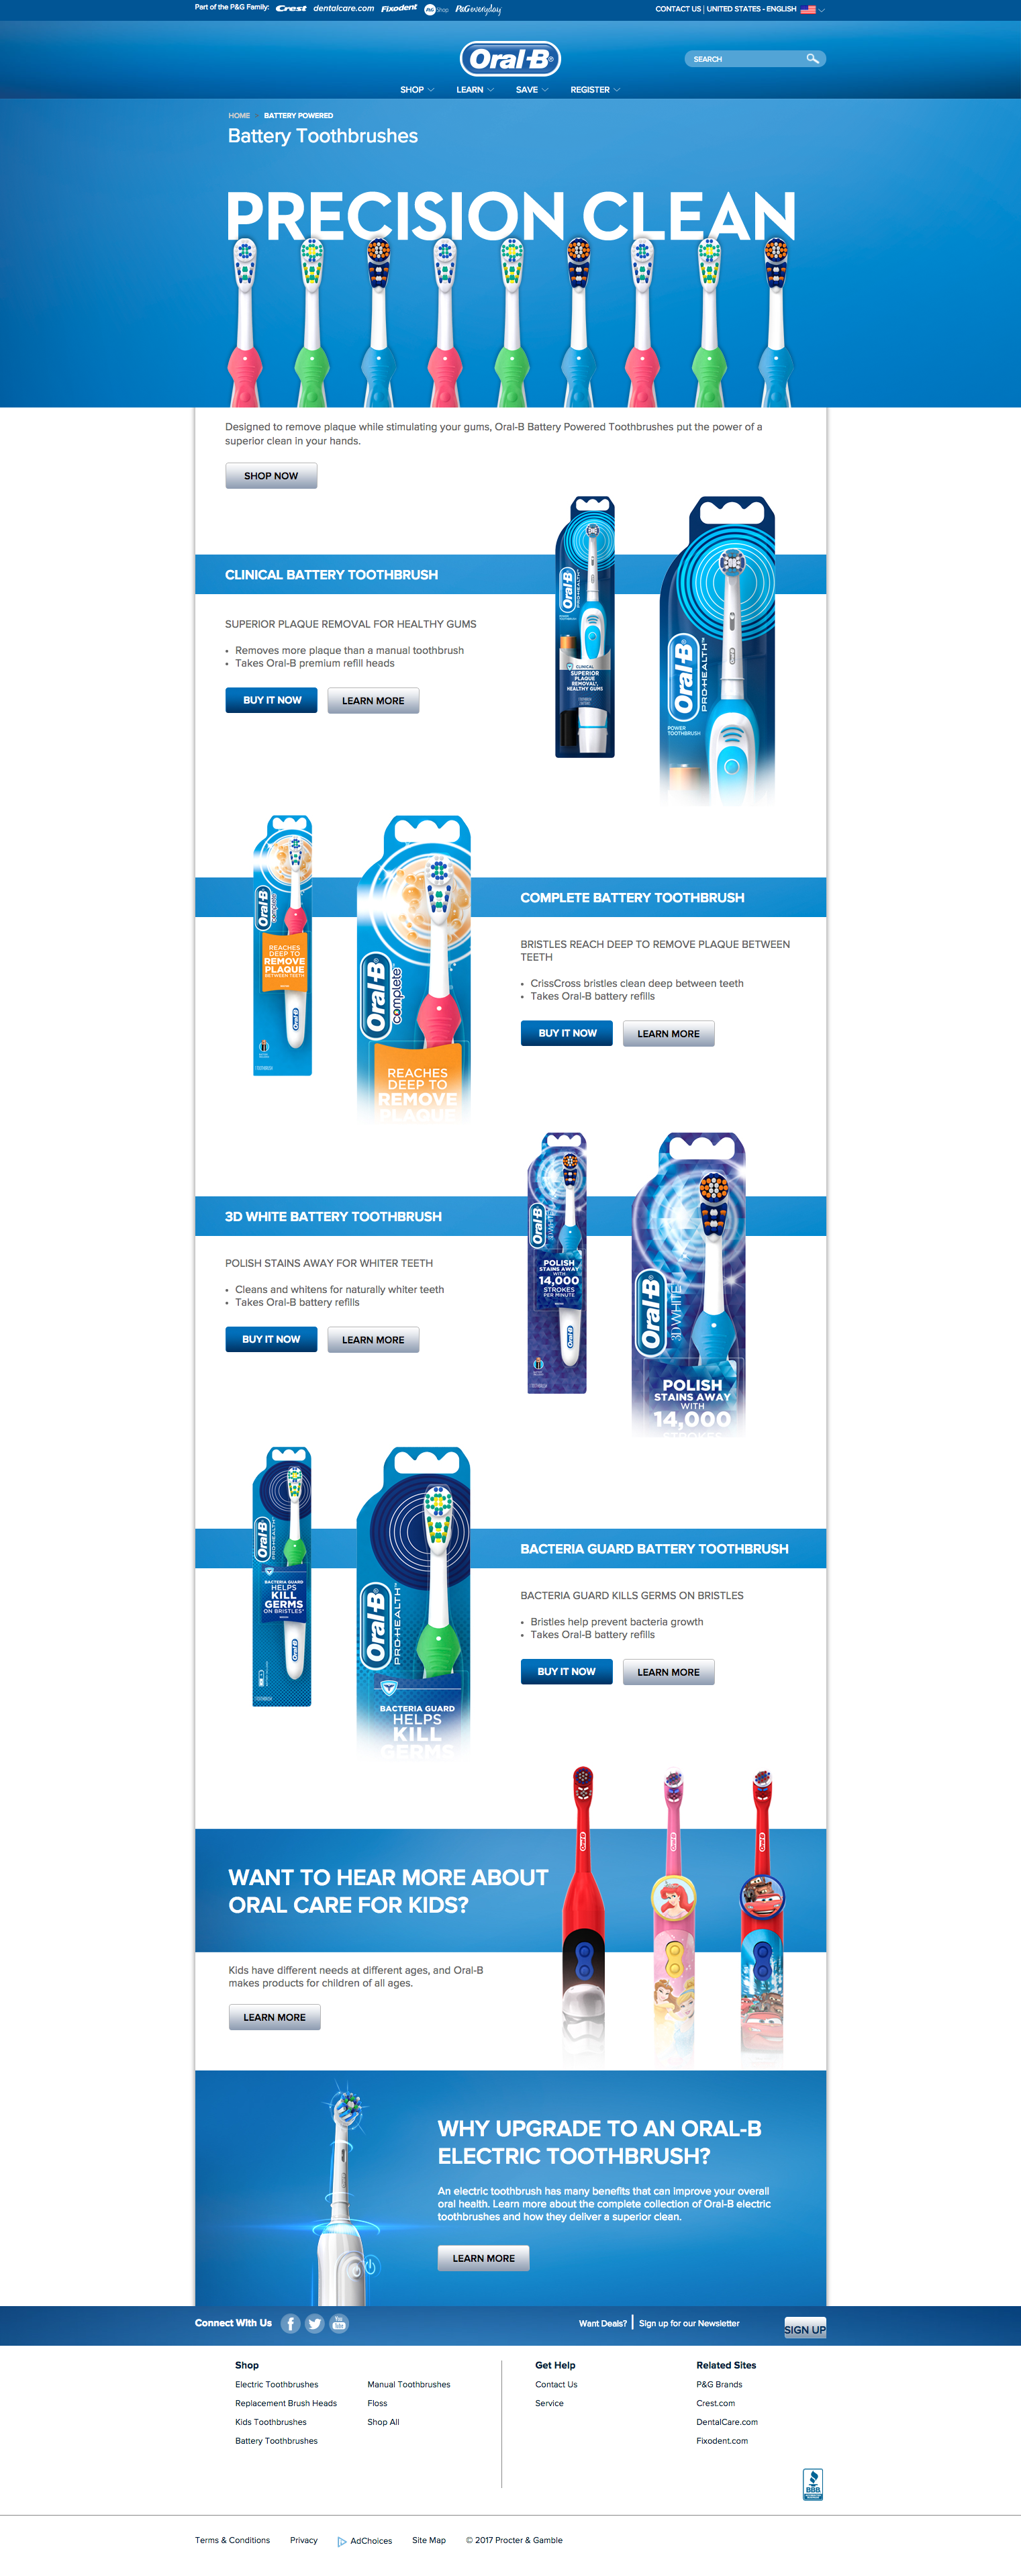 Part of the P&G Family: Crest dentalcare.com Fixodent P&G Shop P&G everyday
CONTACT US | UNITED STATES - ENGLISH
Oral-B
SEARCH
SHOP LEARN SAVE REGISTER
HOME BATTERY POWERED
Battery Toothbrushes
PRECISION CLEAN
Designed to remove plaque while stimulating your gums, Oral-B Battery Powered Toothbrushes put the power of a
superior clean in your hands.
SHOP NOW
CLINICAL BATTERY TOOTHBRUSH
SUPERIOR PLAQUE REMOVAL FOR HEALTHY GUMS
• Removes more plaque than a manual toothbrush
• Takes Oral-B premium refill heads
BUY IT NOW LEARN MORE
Oral-B
PRO-HEALTH
CLINICAL
SUPERIOR
PLAQUE
REMOVAL,
HEALTHY GUMS
Oral-B
PRO-HEALTH™
POWER
TOOTHBRUSH
Oral-B
complete
REACHES
DEEP TO
REMOVE
PLAQUE
BETWEEN TEETH
Oral-B
Oral-B
complete™
REACHES
DEEP TO
REMOVE
PLAQUE
COMPLETE BATTERY TOOTHBRUSH
BRISTLES REACH DEEP TO REMOVE PLAQUE BETWEEN
TEETH
• CrissCross bristles clean deep between teeth
• Takes Oral-B battery refills
BUY IT NOW LEARN MORE
3D WHITE BATTERY TOOTHBRUSH
POLISH STAINS AWAY FOR WHITER TEETH
• Cleans and whitens for naturally whiter teeth
• Takes Oral-B battery refills
BUY IT NOW LEARN MORE
Oral-B
3D WHITE
POLISH
STAINS AWAY
WITH
14,000
STROKES
PER MINUTE
Oral-B
Oral-B
3D WHITE
POLISH
STAINS AWAY
WITH
14,000
STROKES
Oral-B
PRO-HEALTH
BACTERIA GUARD
HELPS
KILL
GERMS
ON BRISTLES*
Oral-B
Oral-B
PRO-HEALTH™
BACTERIA GUARD
HELPS
KILL
GERMS
BACTERIA GUARD BATTERY TOOTHBRUSH
BACTERIA GUARD KILLS GERMS ON BRISTLES
• Bristles help prevent bacteria growth
• Takes Oral-B battery refills
BUY IT NOW LEARN MORE
WANT TO HEAR MORE ABOUT
ORAL CARE FOR KIDS?
Oral-B
Oral-B
Oral-B
Kids have different needs at different ages, and Oral-B
makes products for children of all ages.
LEARN MORE
WHY UPGRADE TO AN ORAL-B
ELECTRIC TOOTHBRUSH?
An electric toothbrush has many benefits that can improve your overall
oral health. Learn more about the complete collection of Oral-B electric
toothbrushes and how they deliver a superior clean.
LEARN MORE
Connect With Us
You
Tube
Want Deals? Sign up for our Newsletter
SIGN UP
Shop
Electric Toothbrushes
Replacement Brush Heads
Kids Toothbrushes
Battery Toothbrushes
Manual Toothbrushes
Floss
Shop All
Get Help
Contact Us
Service
Related Sites
P&G Brands
Crest.com
DentalCare.com
Fixodent.com
BBB
Terms & Conditions Privacy AdChoices Site Map © 2017 Procter & Gamble